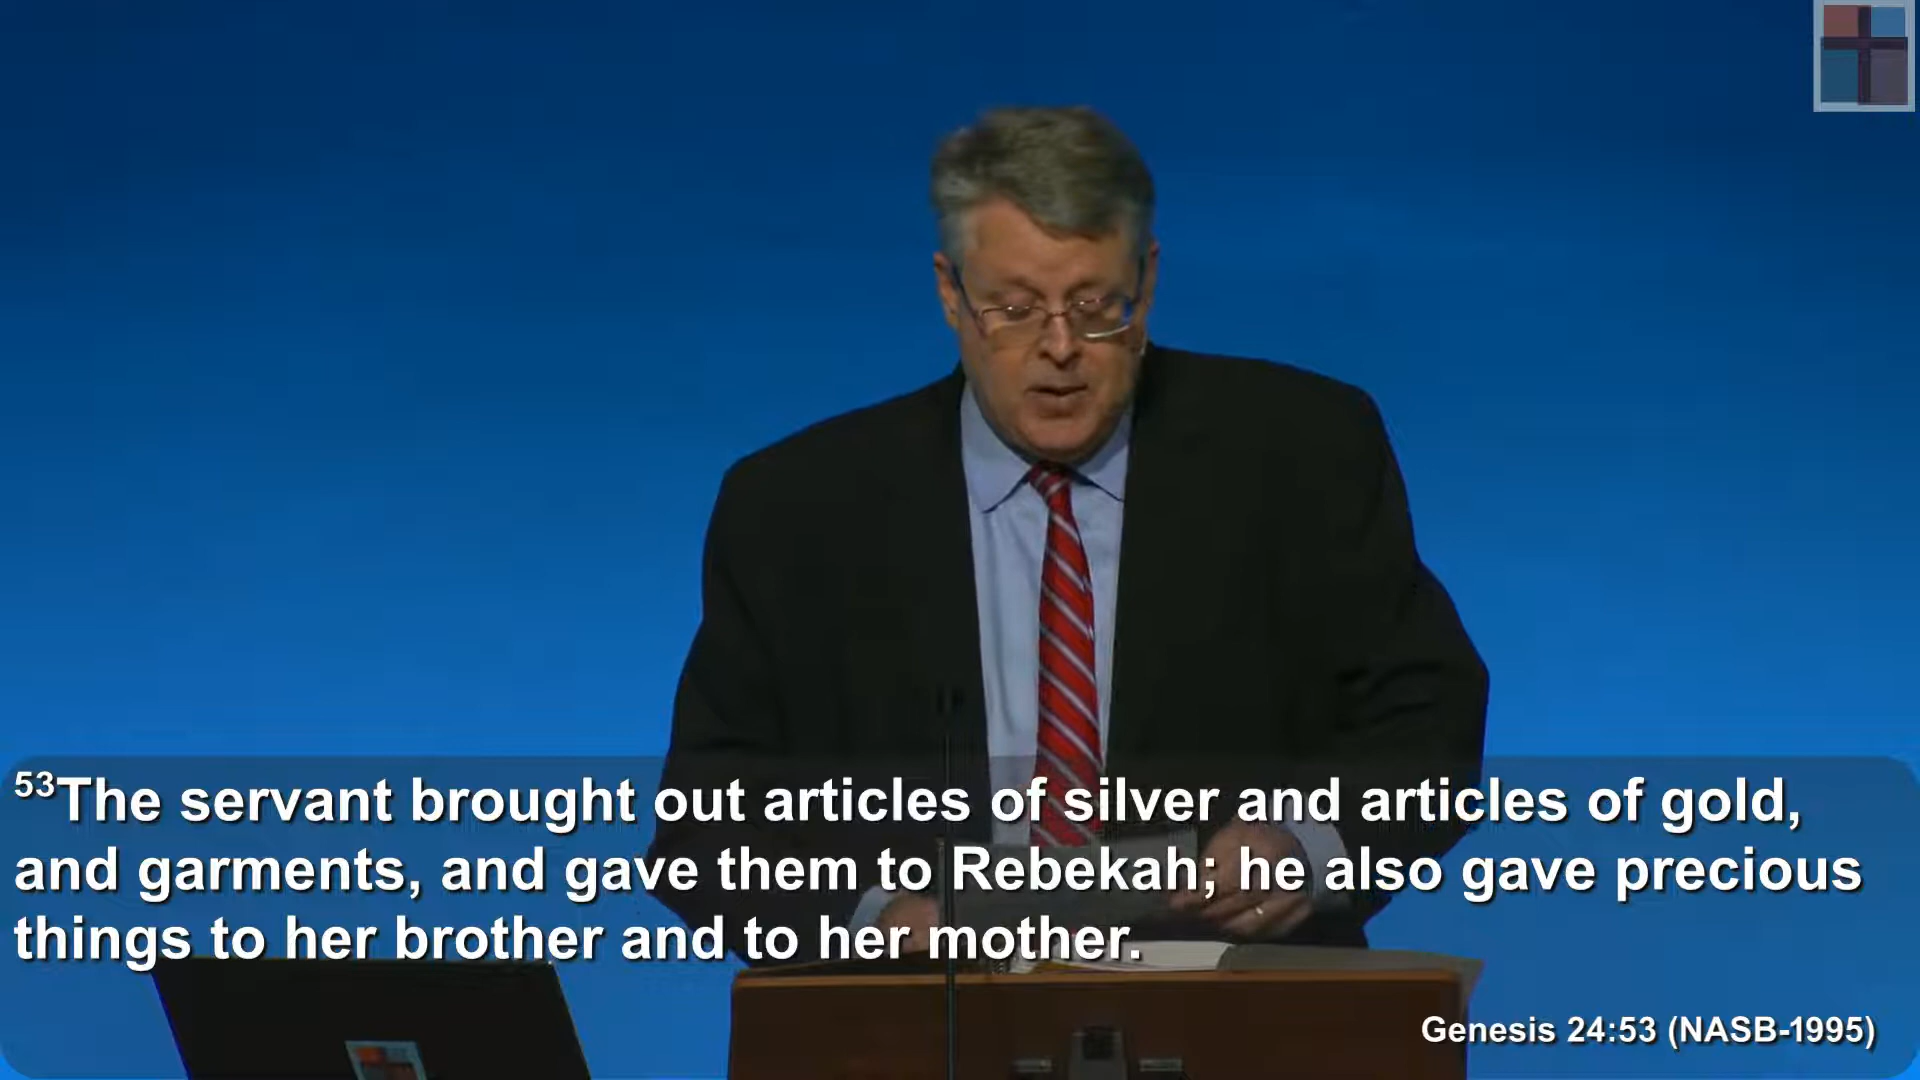 53The servant brought out articles of silver and articles of gold,
and garments, and gave them to Rebekah; he also gave precious
things to her brother and to her mother.
Genesis 24:53 (NASB-1995)